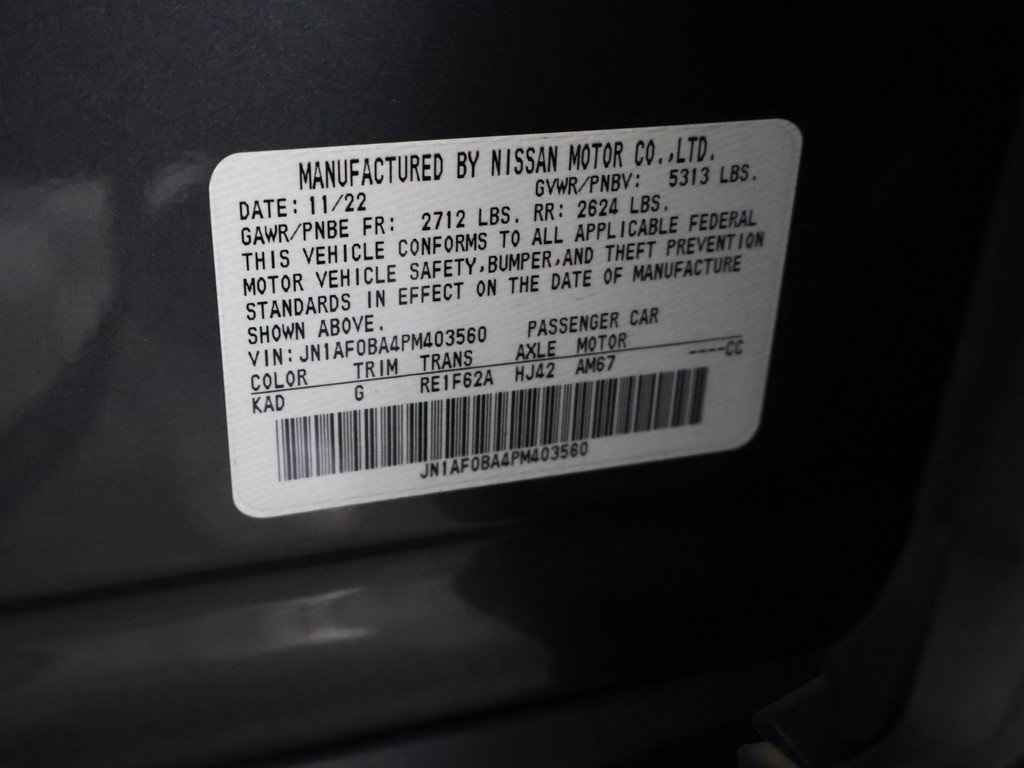 MANUFACTURED BY NISSAN MOTOR CO.,LTD.
DATE: 11/22 GVWR/PNBV: 5313 LBS.
GAWR/PNBE FR: 2712 LBS. RR: 2624 LBS.
THIS VEHICLE CONFORMS TO ALL APPLICABLE FEDERAL
MOTOR VEHICLE SAFETY,BUMPER,AND THEFT PREVENTION
STANDARDS IN EFFECT ON THE DATE OF MANUFACTURE
SHOWN ABOVE.
VIN: JN1AF0BA4PM403560 PASSENGER CAR
COLOR TRIM TRANS AXLE MOTOR
KAD G RE1F62A HJ42 AM67 ----CC
JN1AF0BA4PM403560